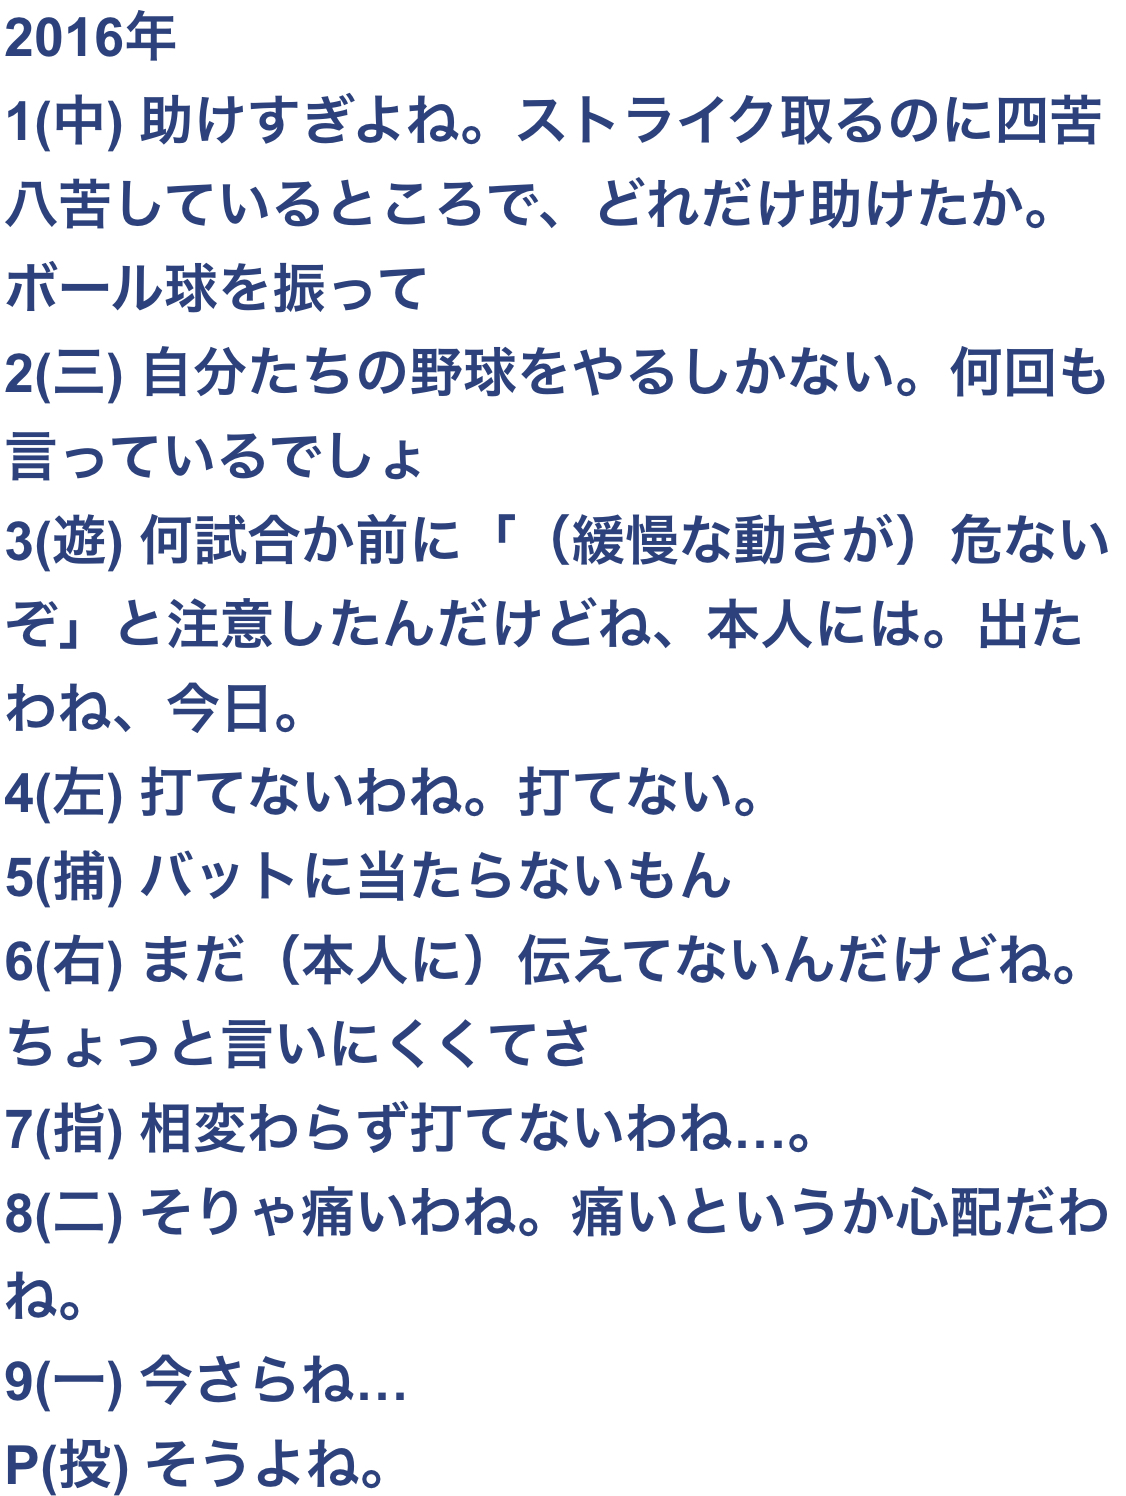 2016年
1(中) 助けすぎよね。ストライク取るのに四苦
八苦しているところで、どれだけ助けたか。
ボール球を振って
2(三) 自分たちの野球をやるしかない。何回も
言っているでしょ
3(遊) 何試合か前に「（緩慢な動きが）危ない
ぞ」と注意したんだけどね、本人には。出た
わね、今日。
4(左) 打てないわね。打てない。
5(捕) バットに当たらないもん
6(右) まだ（本人に）伝えてないんだけどね。
ちょっと言いにくくてさ
7(指) 相変わらず打てないわね…。
8(二) そりゃ痛いわね。痛いというか心配だわ
ね。
9(一) 今さらね…
P(投) そうよね。